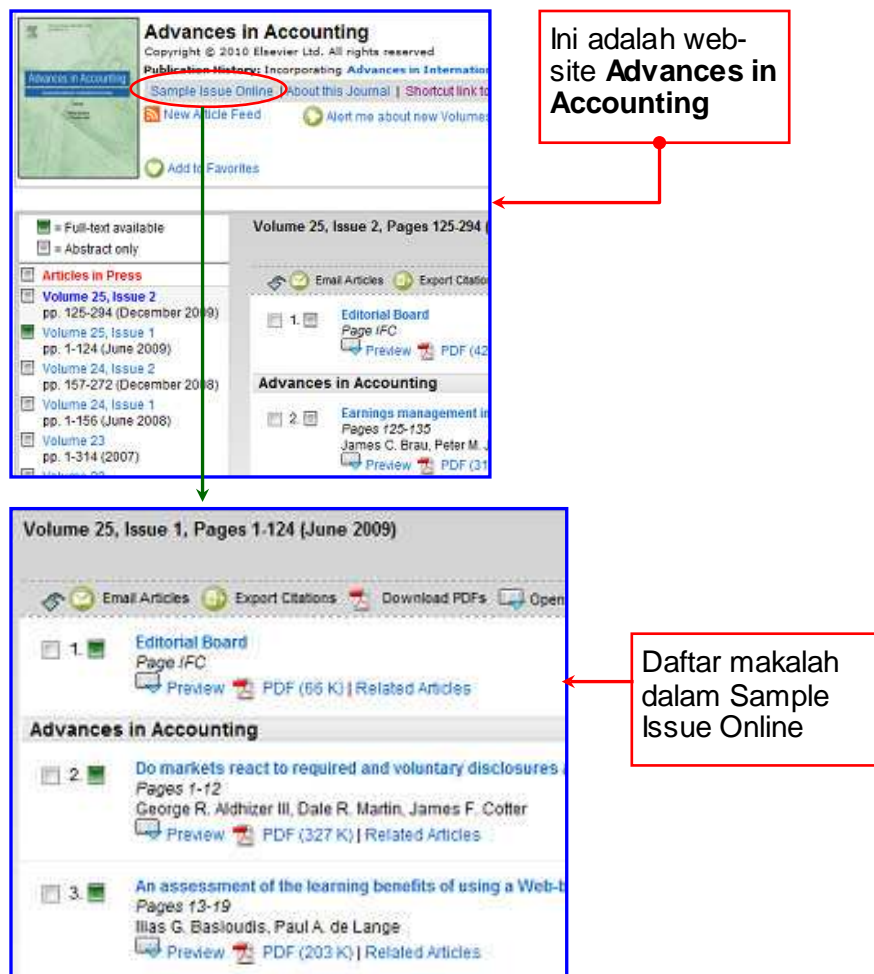 Advances in Accounting
Copyright © 2010 Elsevier Ltd. All rights reserved
Publication History: Incorporating Advances in Internation
Sample Issue Online | About this Journal | Shortcut link to
New Article Feed Alert me about new Volumes
Add to Favorites
Advances in Accounting
Ini adalah web-
site Advances in
Accounting
= Full-text available
= Abstract only
Articles in Press
Volume 25, Issue 2
pp. 125-294 (December 2009)
Volume 25, Issue 1
pp. 1-124 (June 2009)
Volume 24, Issue 2
pp. 157-272 (December 2008)
Volume 24, Issue 1
pp. 1-156 (June 2008)
Volume 23
pp. 1-314 (2007)
Volume 25, Issue 2, Pages 125-294 (
Email Articles Export Citation
1. Editorial Board
Page IFC
Preview PDF (42
Advances in Accounting
2. Earnings management in
Pages 125-135
James C. Brau, Peter M. J
Preview PDF (31
Volume 25, Issue 1, Pages 1-124 (June 2009)
Email Articles Export Citations Download PDFs Open
1. Editorial Board
Page IFC
Preview PDF (66 K) | Related Articles
Advances in Accounting
2. Do markets react to required and voluntary disclosures a
Pages 1-12
George R. Aldhizer III, Dale R. Martin, James F. Cotter
Preview PDF (327 K) | Related Articles
3. An assessment of the learning benefits of using a Web-b
Pages 13-19
Ilias G. Basioudis, Paul A. de Lange
Preview PDF (203 K) | Related Articles
Daftar makalah
dalam Sample
Issue Online